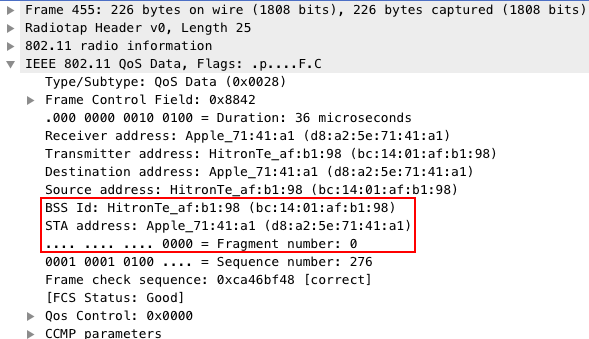 Frame 455: 226 bytes on wire (1808 bits), 226 bytes captured (1808 bits)
Radiotap Header v0, Length 25
802.11 radio information
IEEE 802.11 QoS Data, Flags: .p....F.C
Type/Subtype: QoS Data (0x0028)
Frame Control Field: 0x8842
.000 0000 0010 0100 = Duration: 36 microseconds
Receiver address: Apple_71:41:a1 (d8:a2:5e:71:41:a1)
Transmitter address: HitronTe_af:b1:98 (bc:14:01:af:b1:98)
Destination address: Apple_71:41:a1 (d8:a2:5e:71:41:a1)
Source address: HitronTe_af:b1:98 (bc:14:01:af:b1:98)
BSS Id: HitronTe_af:b1:98 (bc:14:01:af:b1:98)
STA address: Apple_71:41:a1 (d8:a2:5e:71:41:a1)
.... .... .... 0000 = Fragment number: 0
0001 0001 0100 .... = Sequence number: 276
Frame check sequence: 0xca46bf48 [correct]
[FCS Status: Good]
Qos Control: 0x0000
CCMP parameters